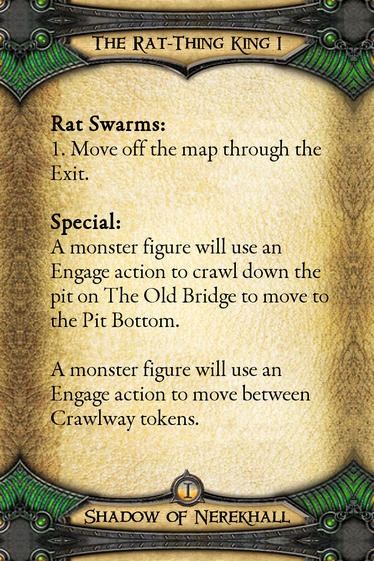 The Rat-Thing King I
Rat Swarms:
1. Move off the map through the
Exit.
Special:
A monster figure will use an
Engage action to crawl down the
pit on The Old Bridge to move to
the Pit Bottom.
A monster figure will use an
Engage action to move between
Crawlway tokens.
I
Shadow of Nerekhall